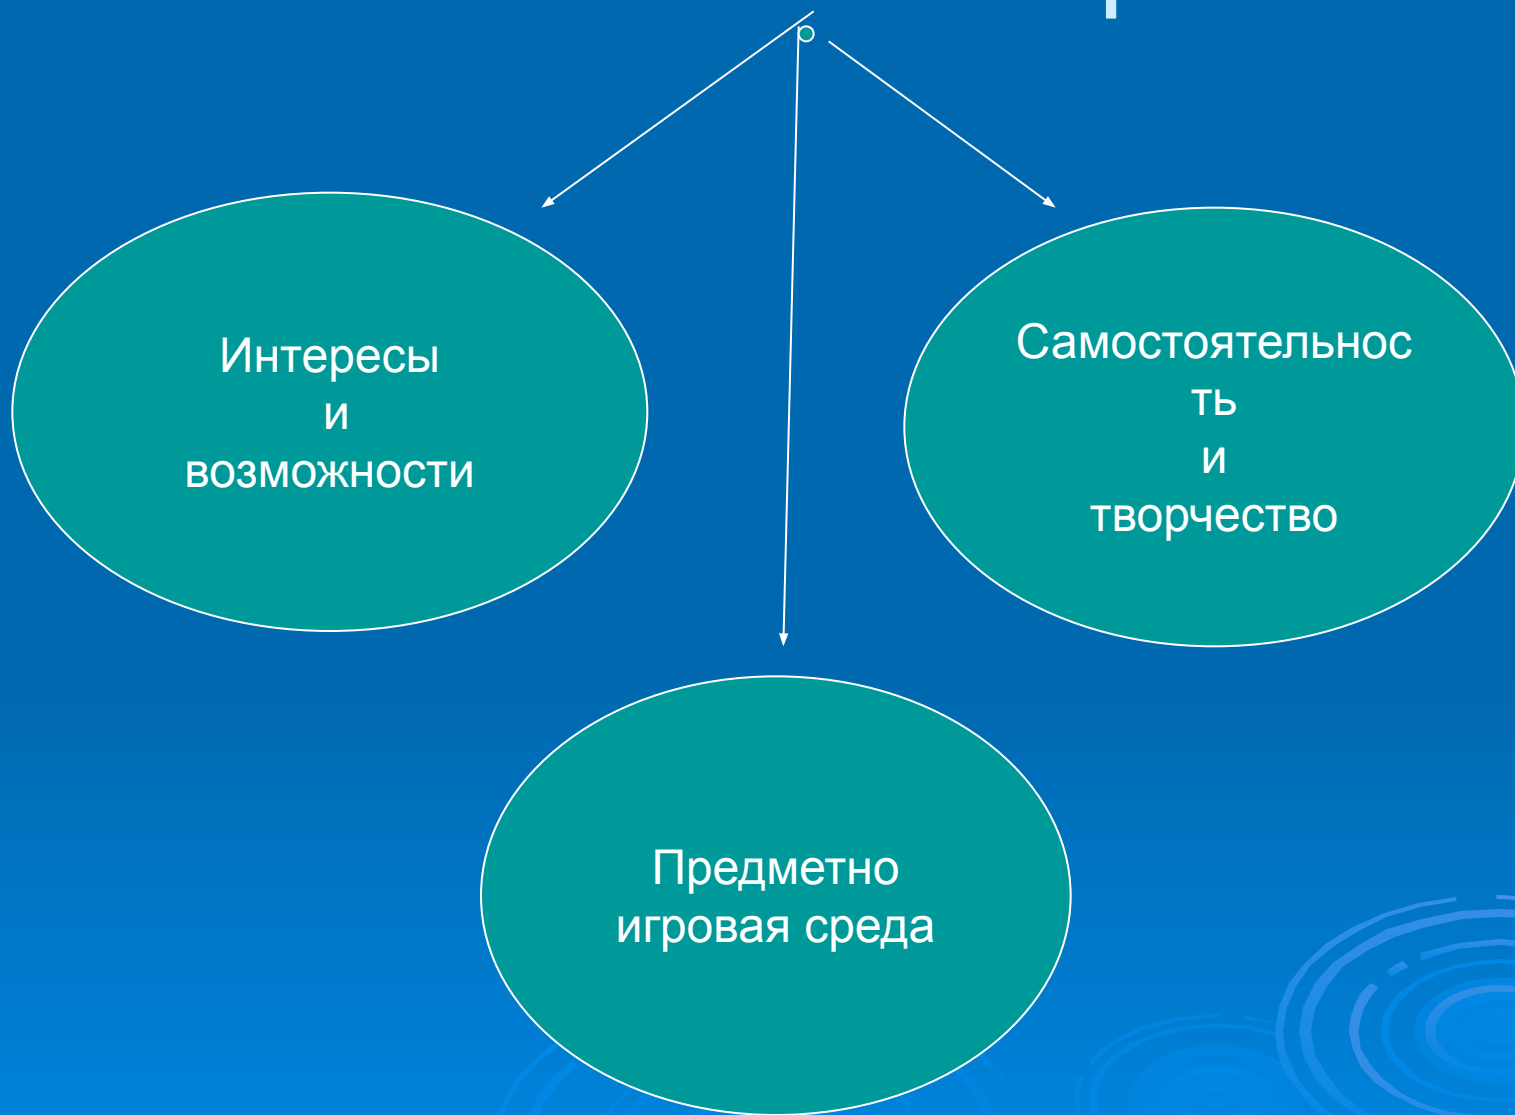 Интересы
и
возможности
Самостоятельнос
ть
и
творчество
Предметно
игровая среда